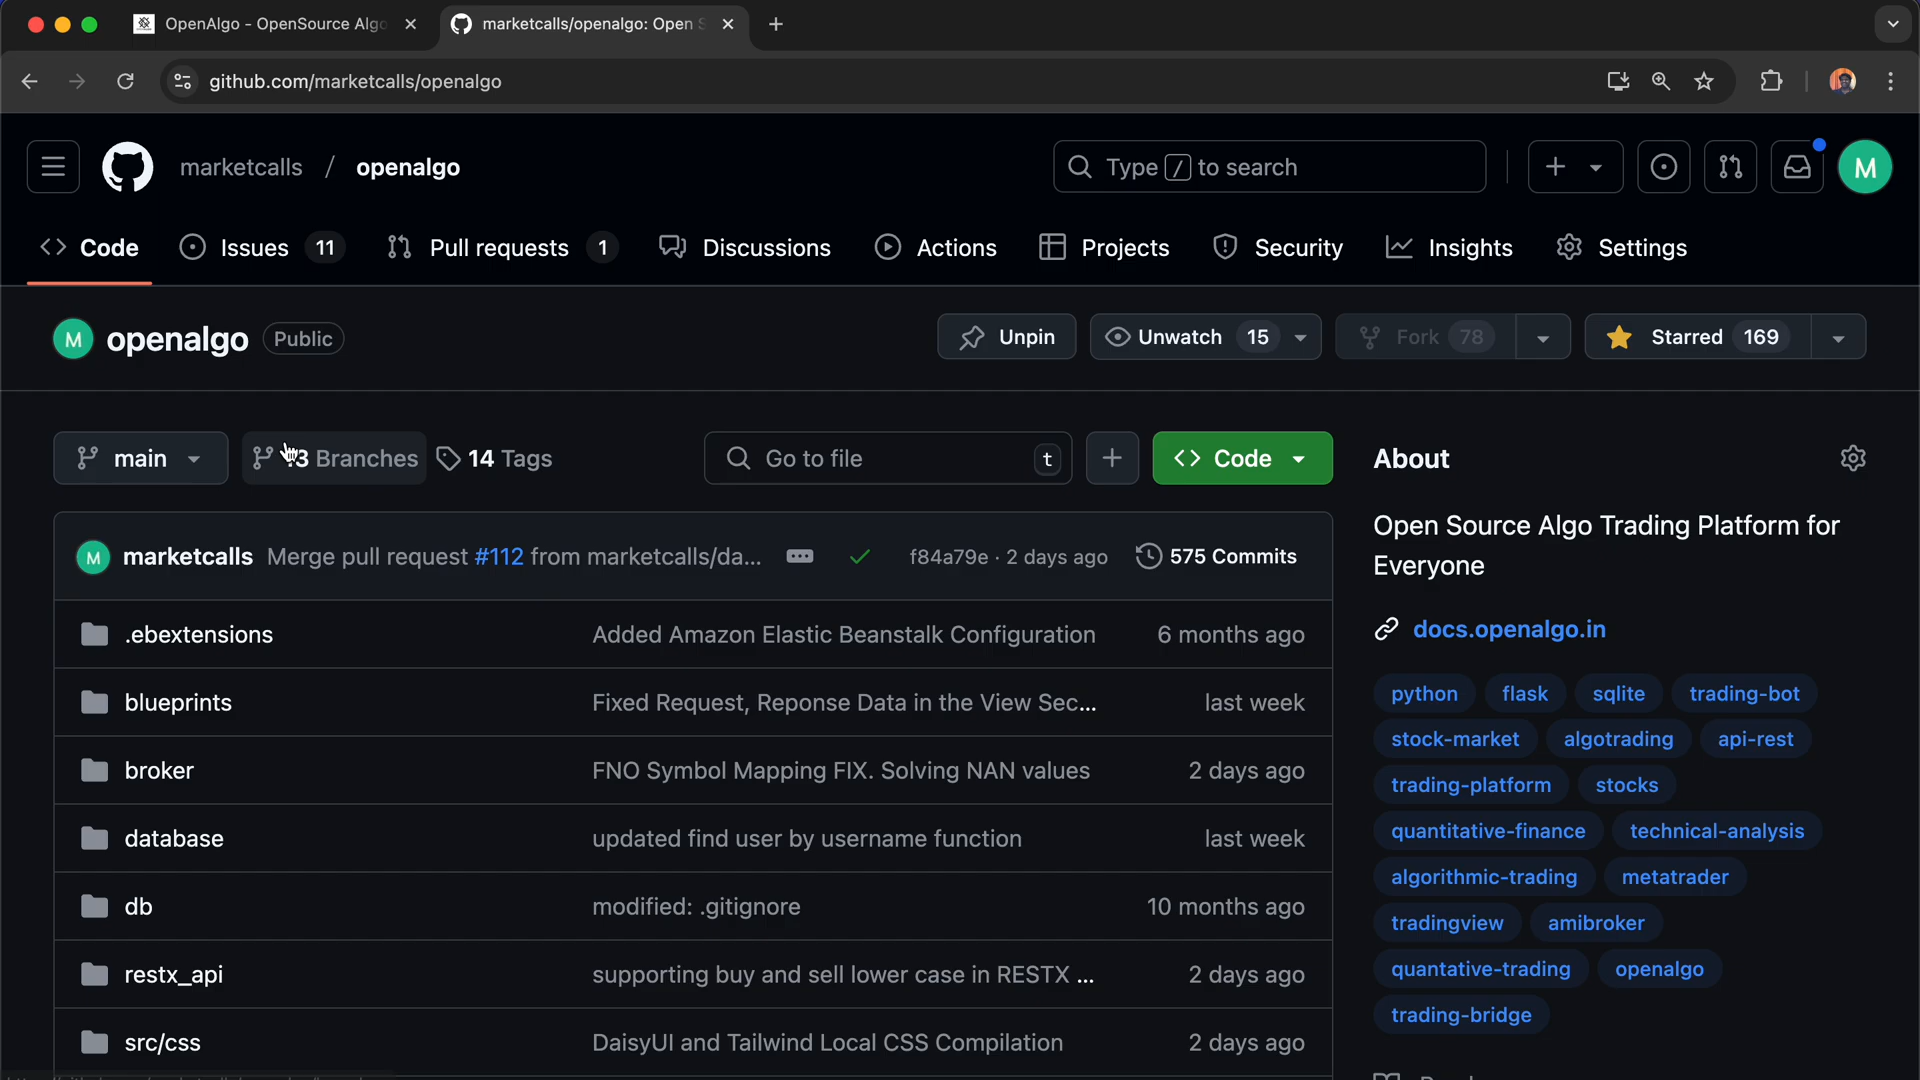 OpenAlgo - OpenSource Algo
marketcalls/openalgo: Open S
github.com/marketcalls/openalgo
marketcalls / openalgo
Type / to search
M
Code
Issues 11
Pull requests 1
Discussions
Actions
Projects
Security
Insights
Settings
M openalgo Public
Unpin
Unwatch 15
Fork 78
Starred 169
main
Branches
14 Tags
Go to file t
Code
M marketcalls Merge pull request #112 from marketcalls/da... f84a79e · 2 days ago 575 Commits
.ebextensions Added Amazon Elastic Beanstalk Configuration 6 months ago
blueprints Fixed Request, Reponse Data in the View Sec... last week
broker FNO Symbol Mapping FIX. Solving NAN values 2 days ago
database updated find user by username function last week
db modified: .gitignore 10 months ago
restx_api supporting buy and sell lower case in RESTX ... 2 days ago
src/css DaisyUI and Tailwind Local CSS Compilation 2 days ago
About
Open Source Algo Trading Platform for
Everyone
docs.openalgo.in
python flask sqlite trading-bot
stock-market algotrading api-rest
trading-platform stocks
quantitative-finance technical-analysis
algorithmic-trading metatrader
tradingview amibroker
quantative-trading openalgo
trading-bridge